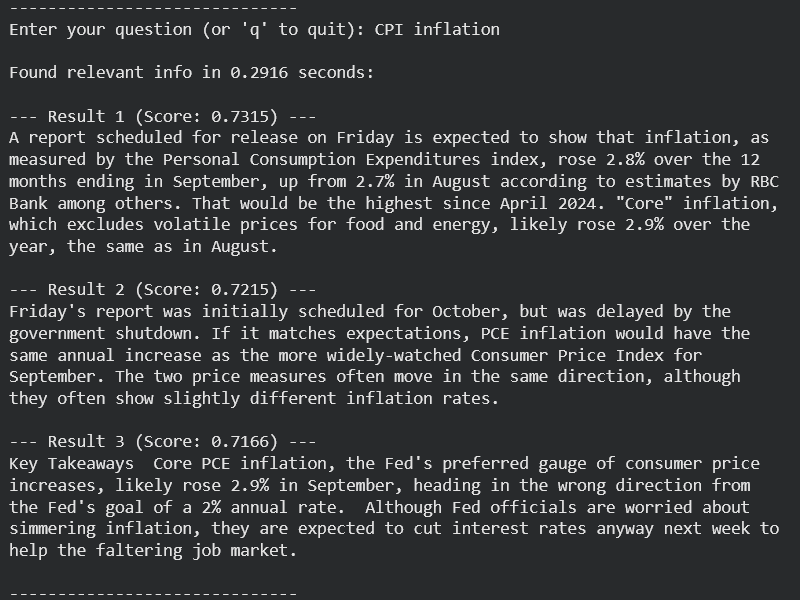 ------------------------------
Enter your question (or 'q' to quit): CPI inflation
Found relevant info in 0.2916 seconds:
--- Result 1 (Score: 0.7315) ---
A report scheduled for release on Friday is expected to show that inflation, as
measured by the Personal Consumption Expenditures index, rose 2.8% over the 12
months ending in September, up from 2.7% in August according to estimates by RBC
Bank among others. That would be the highest since April 2024. "Core" inflation,
which excludes volatile prices for food and energy, likely rose 2.9% over the
year, the same as in August.
--- Result 2 (Score: 0.7215) ---
Friday's report was initially scheduled for October, but was delayed by the
government shutdown. If it matches expectations, PCE inflation would have the
same annual increase as the more widely-watched Consumer Price Index for
September. The two price measures often move in the same direction, although
they often show slightly different inflation rates.
--- Result 3 (Score: 0.7166) ---
Key Takeaways  Core PCE inflation, the Fed's preferred gauge of consumer price
increases, likely rose 2.9% in September, heading in the wrong direction from
the Fed's goal of a 2% annual rate.  Although Fed officials are worried about
simmering inflation, they are expected to cut interest rates anyway next week to
help the faltering job market.
------------------------------